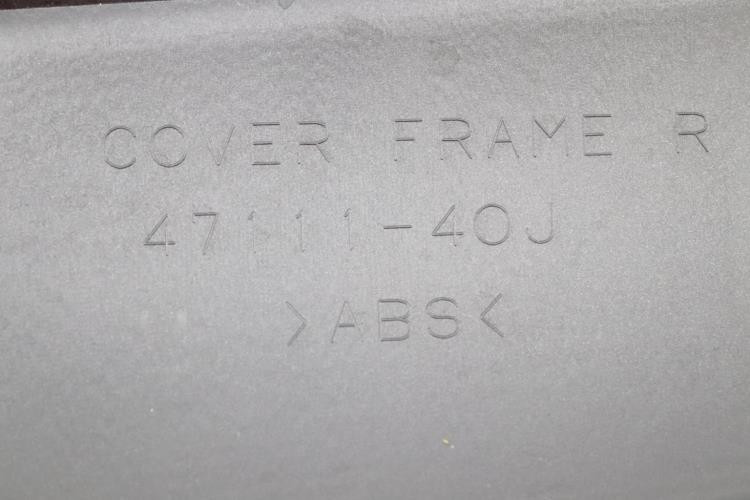 COVER FRAME R
47111-40J
>ABS<